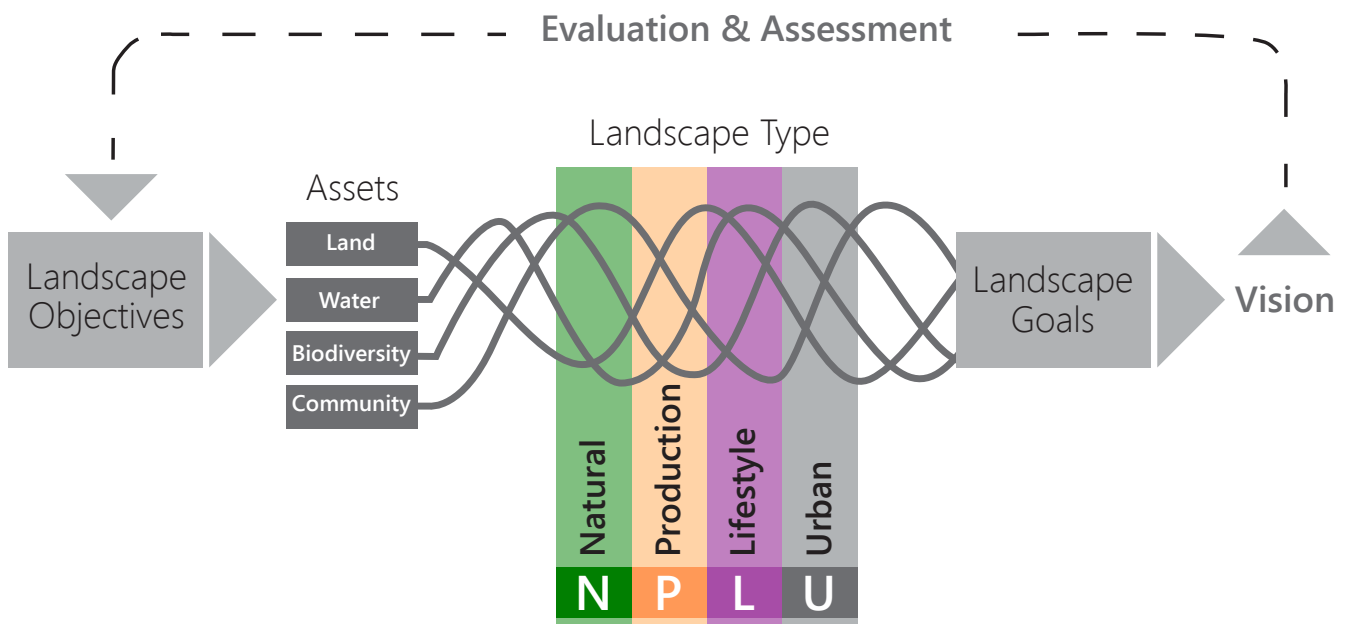 Evaluation & Assessment
Landscape Type
Assets
Land
Water
Biodiversity
Community
Landscape
Objectives
Landscape
Goals
Vision
Natural
Production
Lifestyle
Urban
N
P
L
U